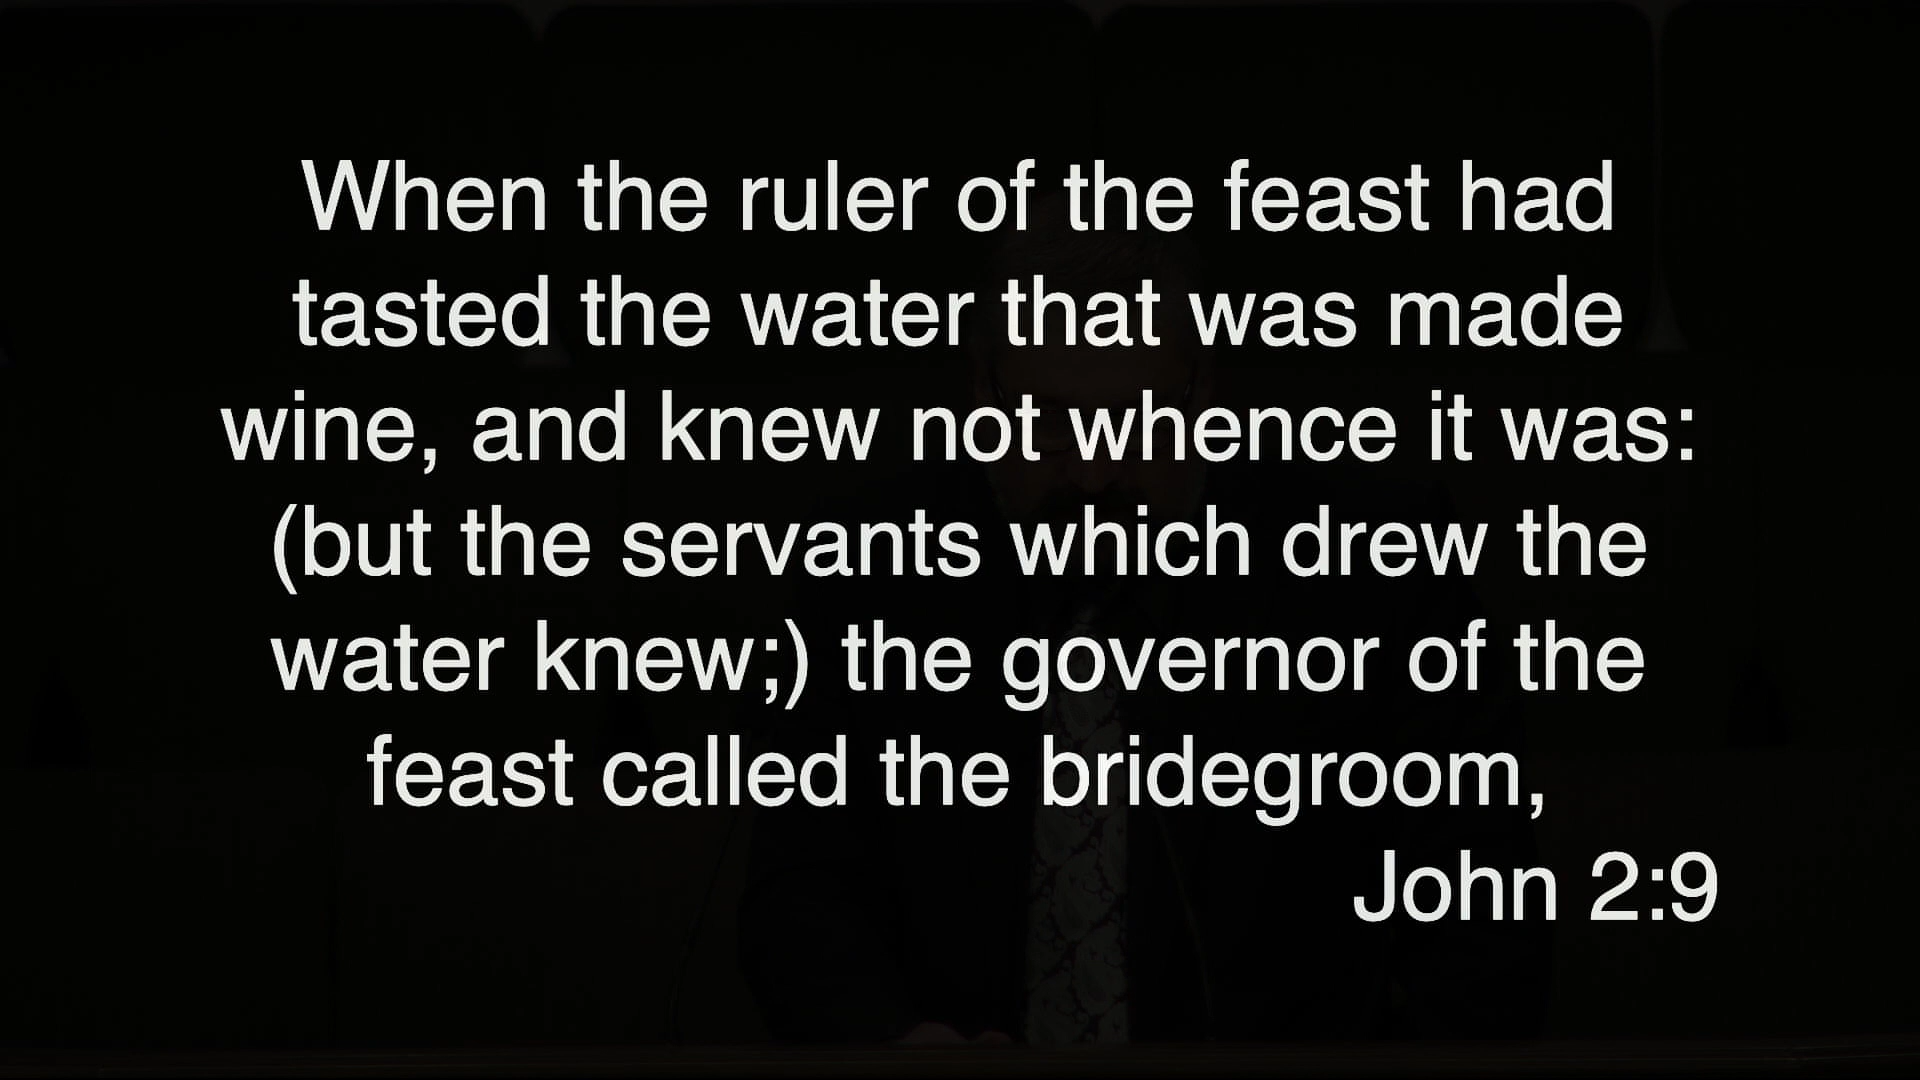 When the ruler of the feast had
tasted the water that was made
wine, and knew not whence it was:
(but the servants which drew the
water knew;) the governor of the
feast called the bridegroom,
John 2:9